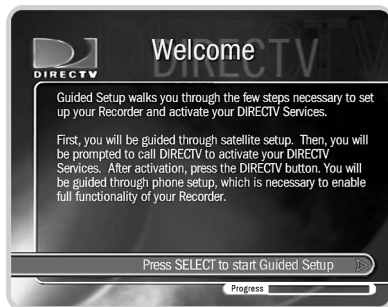 Welcome
DIRECTV
DIRECTV
Guided Setup walks you through the few steps necessary to set
up your Recorder and activate your DIRECTV Services.
First, you will be guided through satellite setup. Then, you will
be prompted to call DIRECTV to activate your DIRECTV
Services. After activation, press the DIRECTV button. You will
be guided through phone setup, which is necessary to enable
full functionality of your Recorder.
Press SELECT to start Guided Setup
Progress